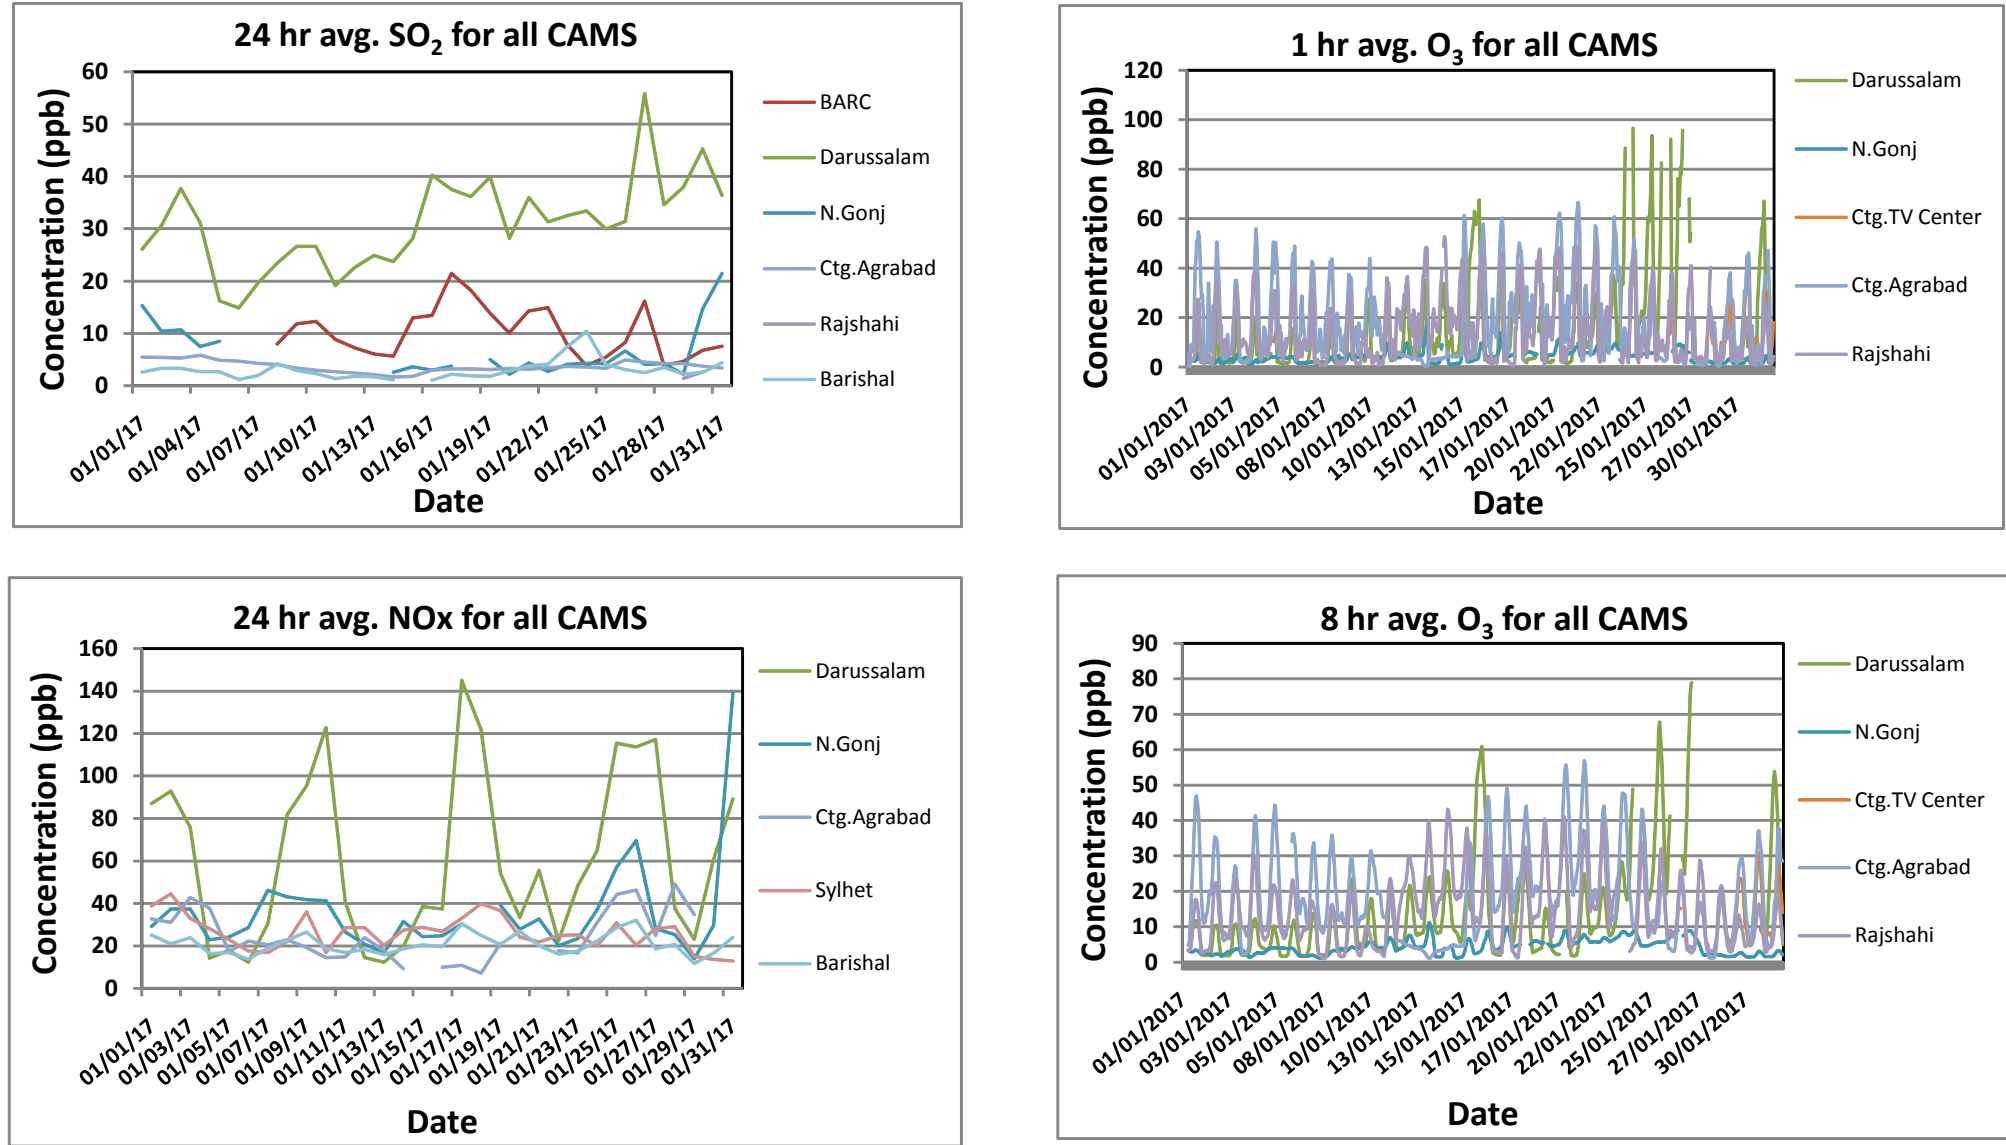 24 hr avg. SO2 for all CAMS
Concentration (ppb)
60
50
40
30
20
10
0
01/01/17
01/04/17
01/07/17
01/10/17
01/13/17
01/16/17
01/19/17
01/22/17
01/25/17
01/28/17
01/31/17
Date
BARC
Darussalam
N.Gonj
Ctg.Agrabad
Rajshahi
Barishal
1 hr avg. O3 for all CAMS
Concentration (ppb)
120
100
80
60
40
20
0
01/01/2017
03/01/2017
05/01/2017
08/01/2017
10/01/2017
13/01/2017
15/01/2017
17/01/2017
20/01/2017
22/01/2017
25/01/2017
27/01/2017
30/01/2017
Date
Darussalam
N.Gonj
Ctg.TV Center
Ctg.Agrabad
Rajshahi
24 hr avg. NOx for all CAMS
Concentration (ppb)
160
140
120
100
80
60
40
20
0
01/01/17
01/03/17
01/05/17
01/07/17
01/09/17
01/11/17
01/13/17
01/15/17
01/17/17
01/19/17
01/21/17
01/23/17
01/25/17
01/27/17
01/29/17
01/31/17
Date
Darussalam
N.Gonj
Ctg.Agrabad
Sylhet
Barishal
8 hr avg. O3 for all CAMS
Concentration (ppb)
90
80
70
60
50
40
30
20
10
0
01/01/2017
03/01/2017
05/01/2017
08/01/2017
10/01/2017
13/01/2017
15/01/2017
17/01/2017
20/01/2017
22/01/2017
25/01/2017
27/01/2017
30/01/2017
Date
Darussalam
N.Gonj
Ctg.TV Center
Ctg.Agrabad
Rajshahi